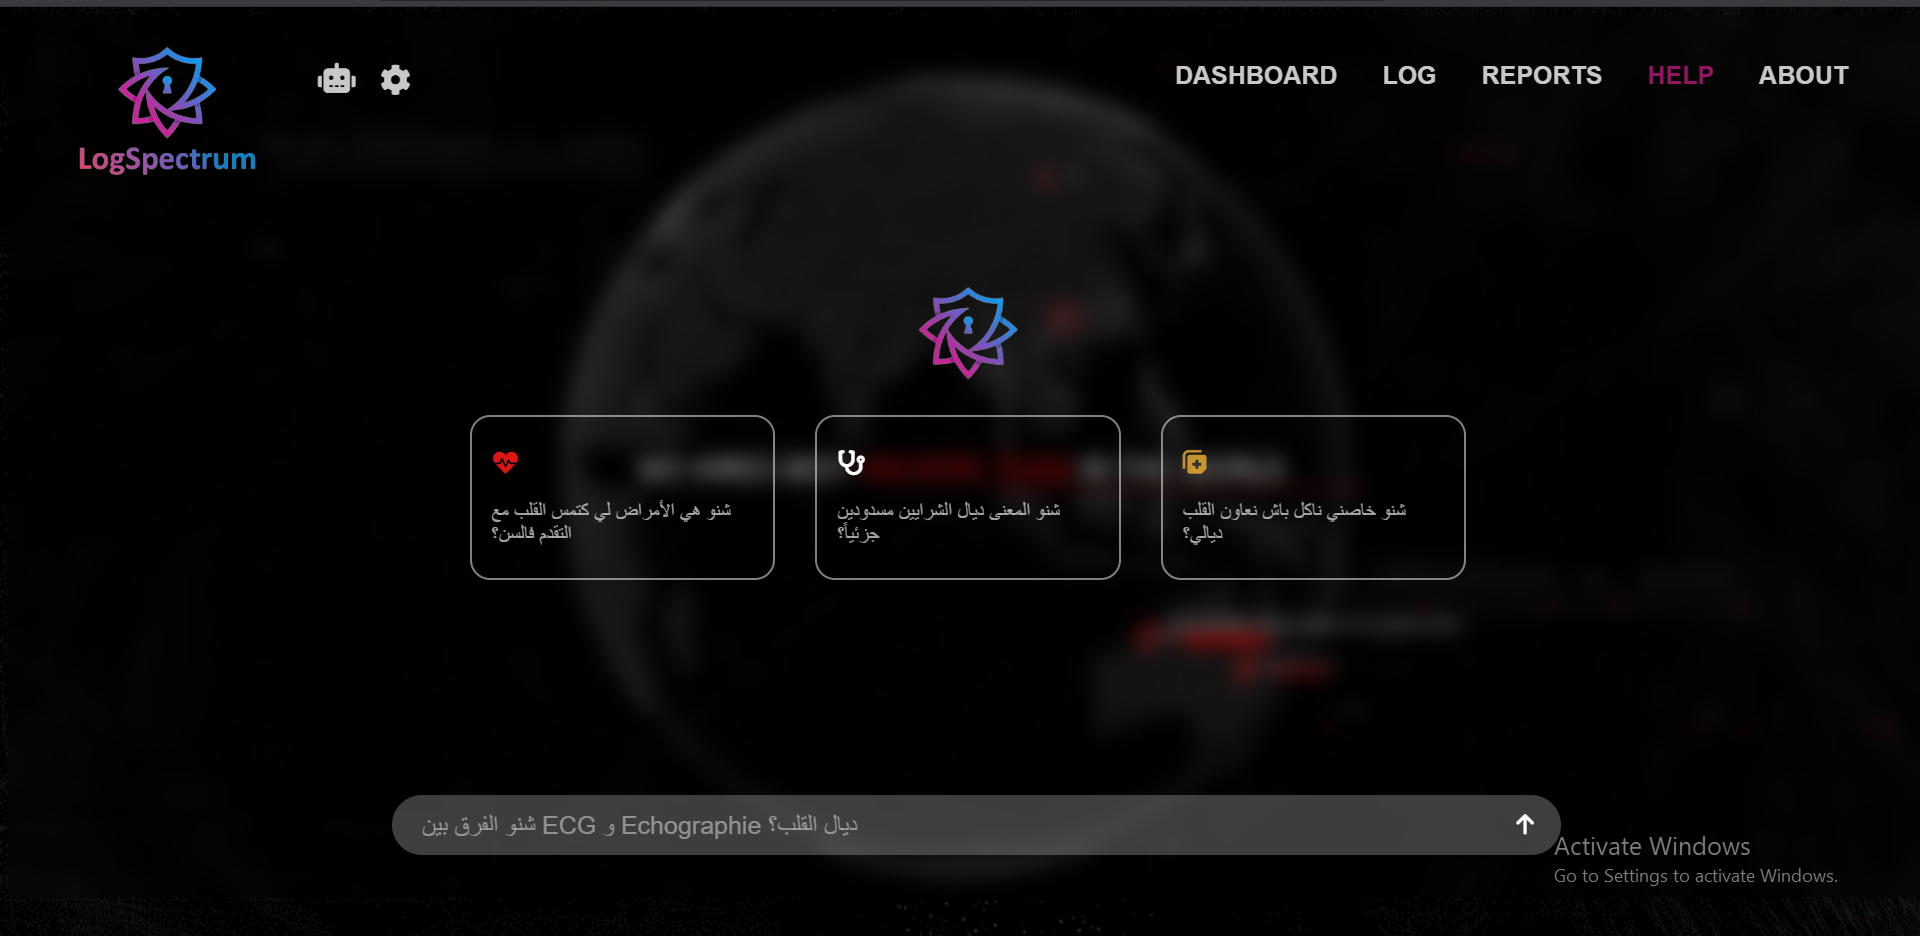 LogSpectrum
DASHBOARD
LOG
REPORTS
HELP
ABOUT
شنو هي الأمراض لي كتمس القلب مع
التقدم فالسن؟
شنو المعنى ديال الشرايين مسدودين
جزئياً؟
شنو خاصني ناكل باش نعاون القلب
ديالي؟
شنو الفرق بين ECG و Echographie ديال القلب؟
Activate Windows
Go to Settings to activate Windows.